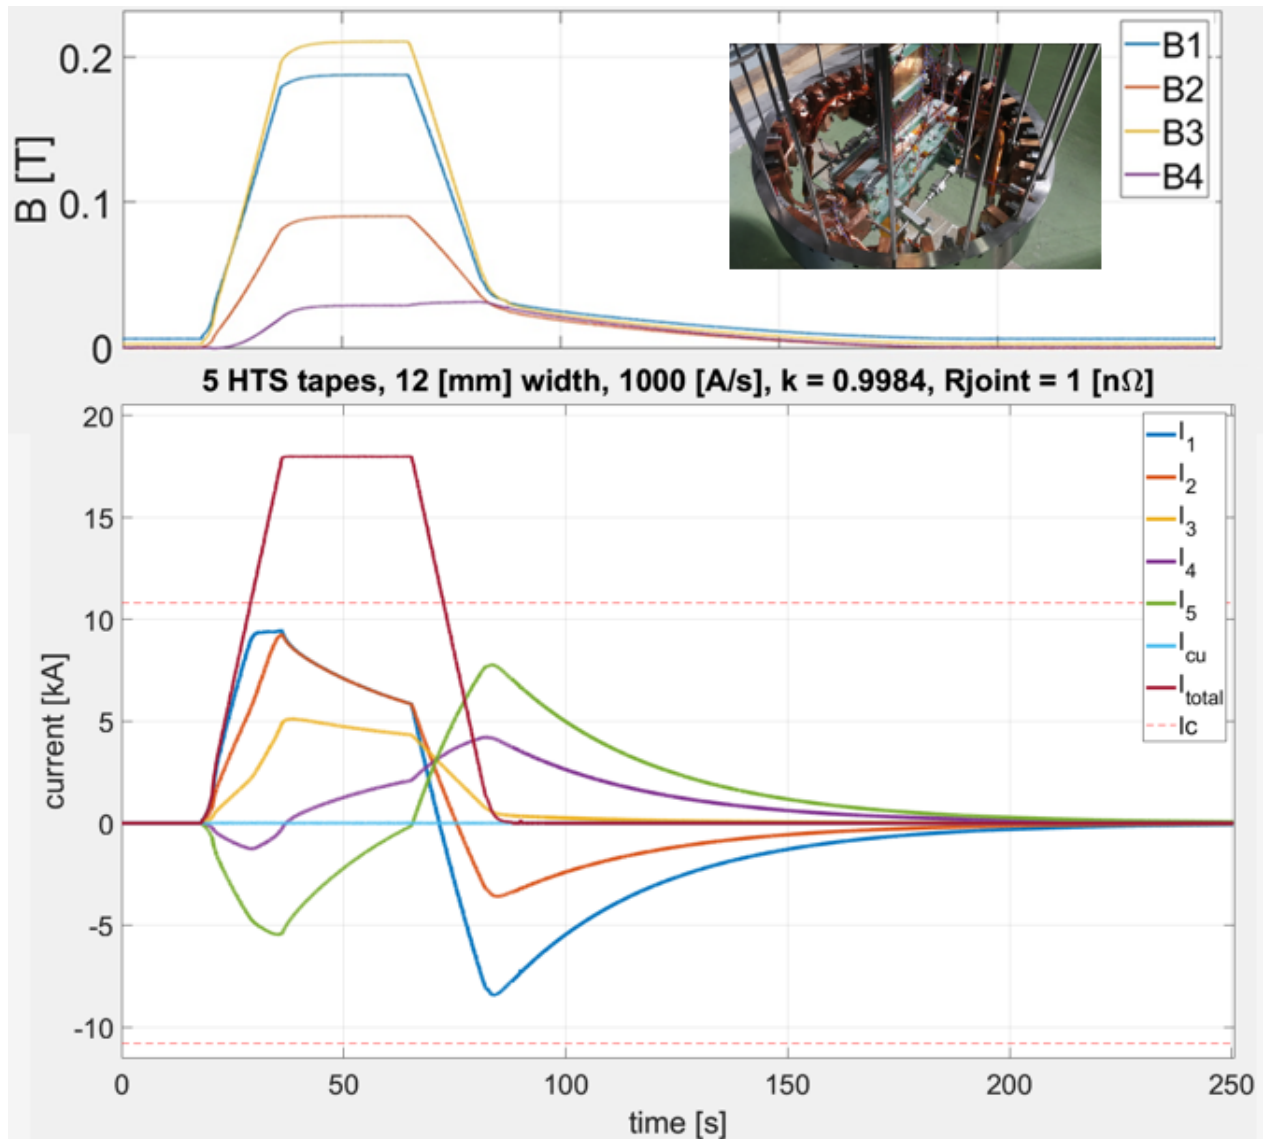 B1
B2
B3
B4
0.2
0.1
0
B [T]
5 HTS tapes, 12 [mm] width, 1000 [A/s], k = 0.9984, Rjoint = 1 [nΩ]
I1
I2
I3
I4
I5
Icu
Itotal
Ic
20
15
10
5
0
-5
-10
current [kA]
0 50 100 150 200 250
time [s]